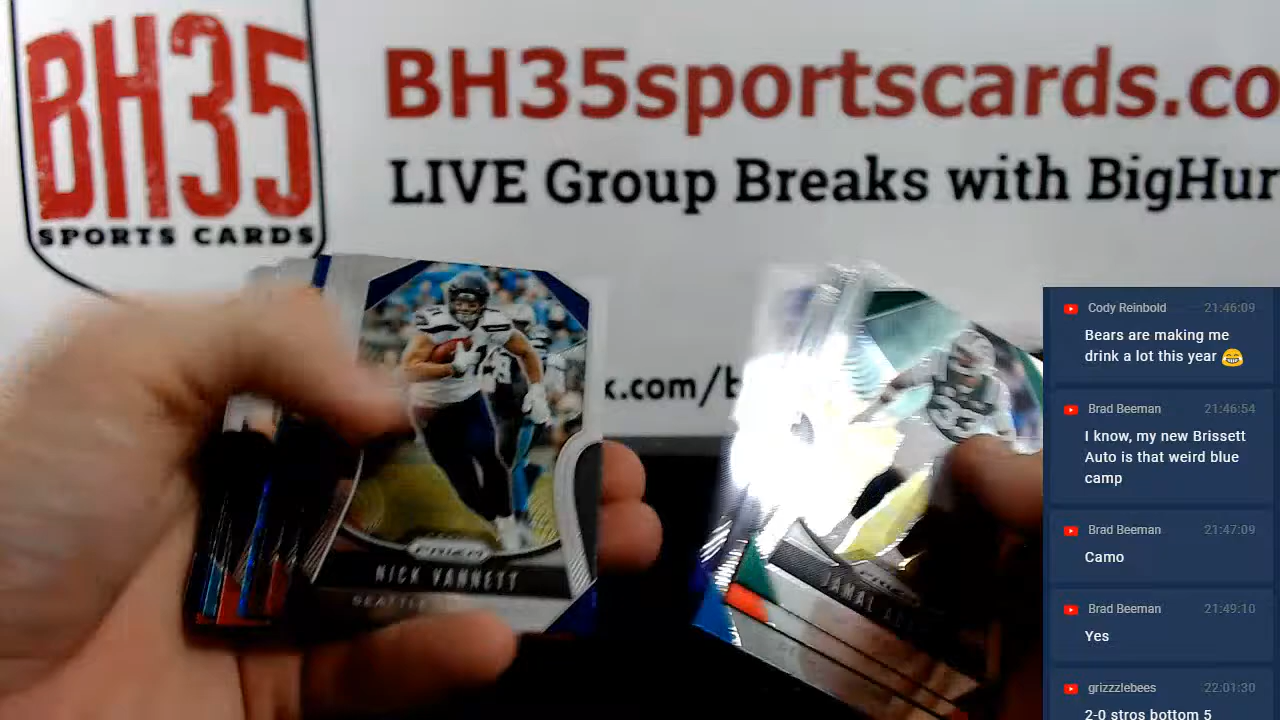 BH35
SPORTS CARDS
BH35sportscards.co
LIVE Group Breaks with BigHur
k.com/b
PRIZM
NICK VANNETT
SEATTLE
JAMAL
33
Cody Reinbold 21:46:09
Bears are making me
drink a lot this year 😂
Brad Beeman 21:46:54
I know, my new Brissett
Auto is that weird blue
camp
Brad Beeman 21:47:09
Camo
Brad Beeman 21:49:10
Yes
grizzzlebees 22:01:30
2-0 stros bottom 5